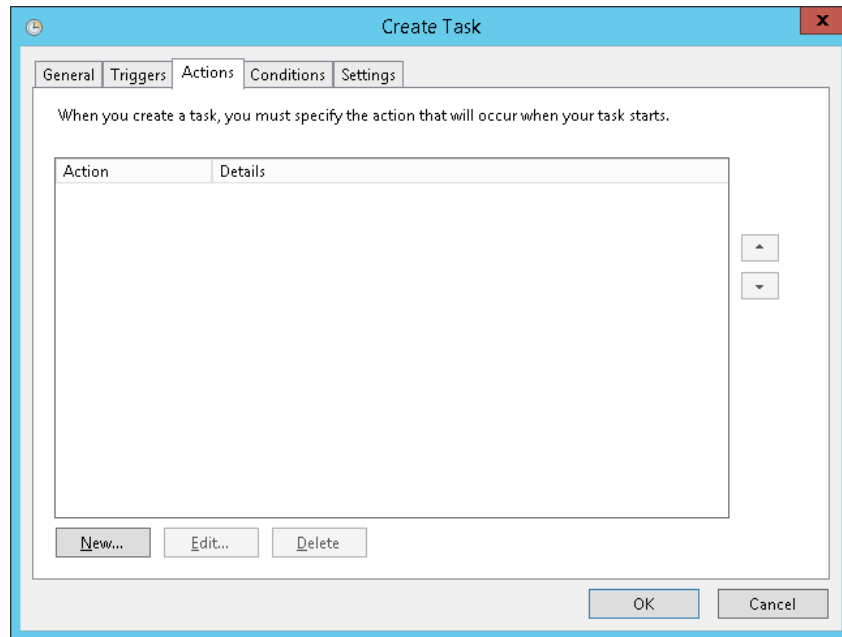 Create Task
x
General Triggers Actions Conditions Settings
When you create a task, you must specify the action that will occur when your task starts.
Action Details
New... Edit... Delete
OK Cancel